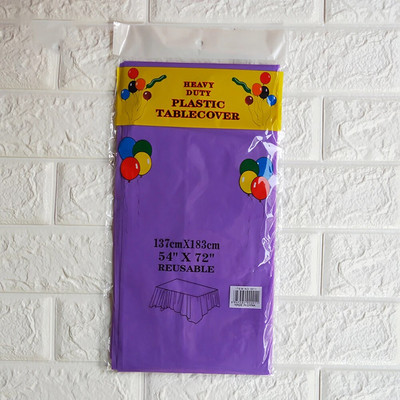 HEAVY
DUTY
PLASTIC
TABLECOVER
137cmX183cm
54" X 72"
REUSABLE